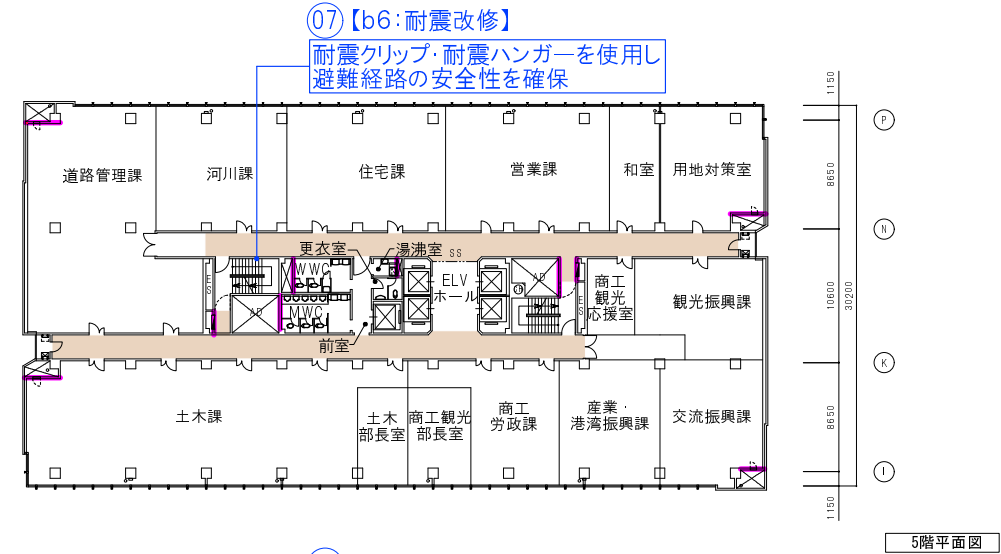 07【b6:耐震改修】
耐震クリップ・耐震ハンガーを使用し
避難経路の安全性を確保
1150
P
道路管理課
河川課
住宅課
営業課
和室
用地対策室
8650
N
更衣室
湯沸室
SS
WWC
ELV
ホール
AD
ES
商工
観光
応援室
観光振興課
10600
30200
AD
MWC
ES
前室
K
土木課
土木
部長室
商工観光
部長室
商工
労政課
産業・
港湾振興課
交流振興課
8650
I
1150
5階平面図